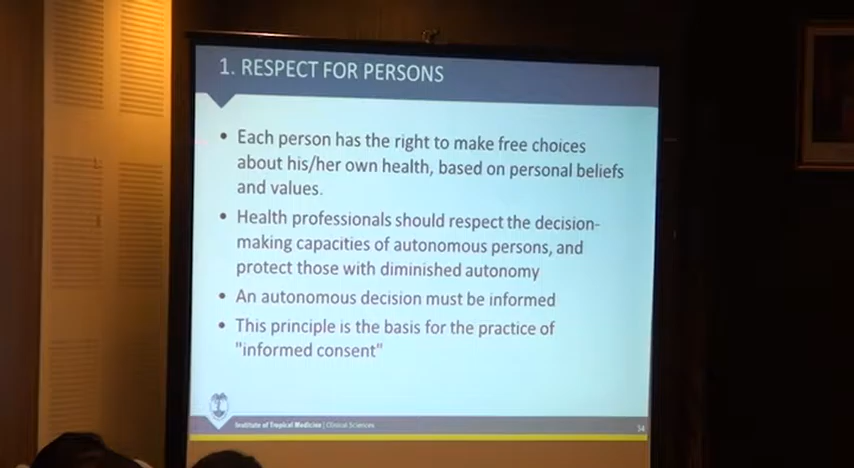 1. RESPECT FOR PERSONS
• Each person has the right to make free choices
about his/her own health, based on personal beliefs
and values.
• Health professionals should respect the decision-
making capacities of autonomous persons, and
protect those with diminished autonomy
• An autonomous decision must be informed
• This principle is the basis for the practice of
"informed consent"
Institute of Tropical Medicine | Clinical Sciences